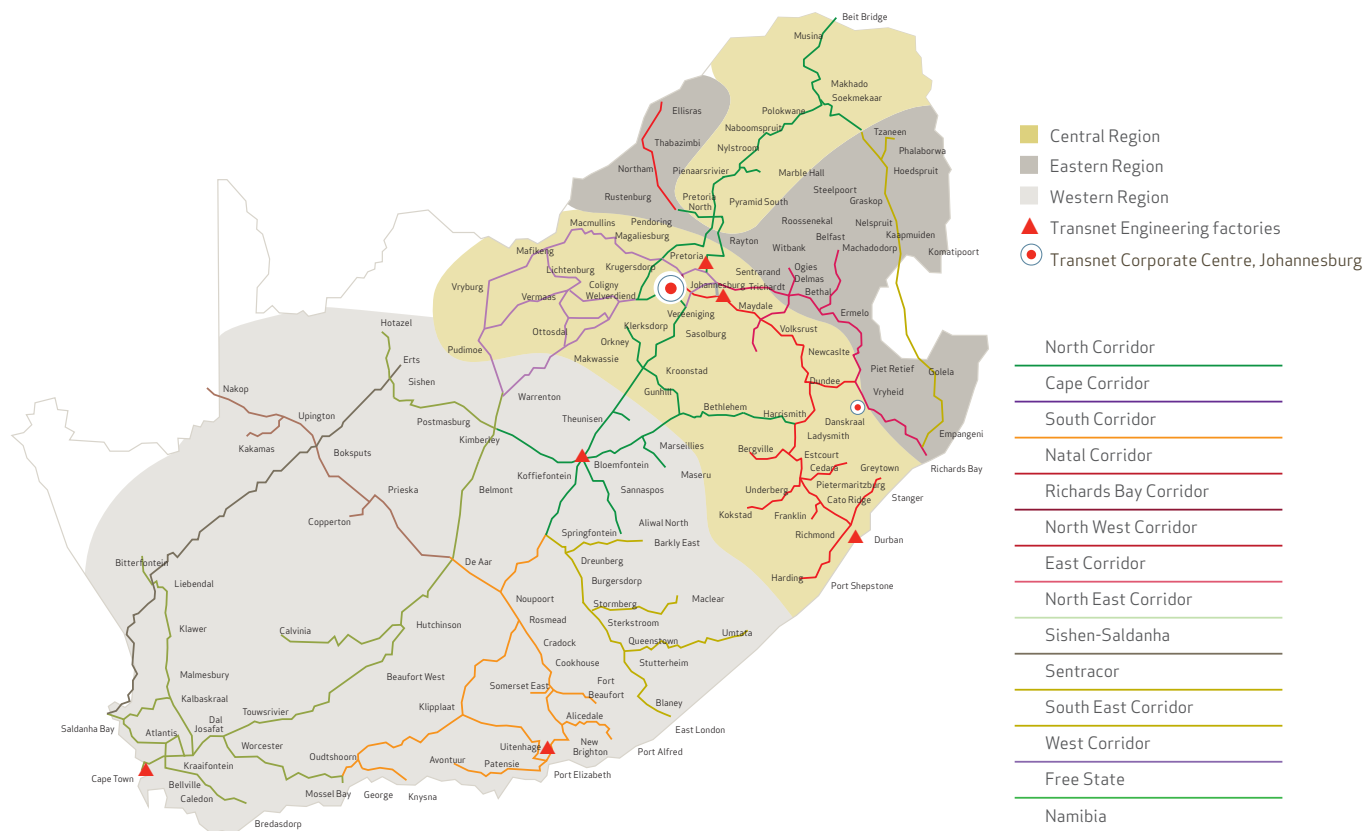 Beit Bridge
Musina
Makhado
Soekmekaar
Polokwane
Ellisras
Naboomspruit
Tzaneen
Thabazimbi
Nylstroom
Phalaborwa
Northam
Pienaarsrivier
Marble Hall
Hoedspruit
Steelpoort
Rustenburg
Pretoria
North
Pyramid South
Graskop
Roossenekal
Nelspruit
Macmullins
Pendoring
Magaliesburg
Rayton
Witbank
Belfast
Kaapmuiden
Machadodorp
Komatipoort
Mafikeng
Pretoria
Lichtenburg
Krugersdorp
Sentrarand
Ogies
Delmas
Vryburg
Coligny
Johannesburg
Trichardt
Vermaas
Welverdiend
Bethal
Maydale
Ermelo
Vereeniging
Hotazel
Ottosdal
Klerksdorp
Sasolburg
Volksrust
Orkney
Pudimoe
Makwassie
Newcaslte
Erts
Kroonstad
Piet Retief
Golela
Sishen
Dundee
Nakop
Warrenton
Gunhill
Vryheid
Upington
Postmasburg
Theunisen
Bethlehem
Harrismith
Danskraal
Kakamas
Kimberley
Ladysmith
Empangeni
Boksputs
Marseillies
Bergville
Estcourt
Bloemfontein
Cedara
Greytown
Richards Bay
Koffiefontein
Maseru
Prieska
Belmont
Sannaspos
Underberg
Pietermaritzburg
Cato Ridge
Stanger
Copperton
Kokstad
Franklin
Aliwal North
Springfontein
Barkly East
Richmond
Durban
Bitterfontein
De Aar
Dreunberg
Liebendal
Burgersdorp
Harding
Port Shepstone
Noupoort
Stormberg
Maclear
Klawer
Calvinia
Hutchinson
Rosmead
Sterkstroom
Cradock
Queenstown
Umtata
Malmesbury
Beaufort West
Cookhouse
Stutterheim
Kalbaskraal
Somerset East
Fort
Beaufort
Saldanha Bay
Dal
Josafat
Touwsrivier
Klipplaat
Blaney
Atlantis
Alicedale
East London
Worcester
Uitenhage
New
Brighton
Port Alfred
Kraaifontein
Oudtshoorn
Avontuur
Patensie
Cape Town
Port Elizabeth
Bellville
Mossel Bay
George
Knysna
Caledon
Bredasdorp
Central Region
Eastern Region
Western Region
Transnet Engineering factories
Transnet Corporate Centre, Johannesburg
North Corridor
Cape Corridor
South Corridor
Natal Corridor
Richards Bay Corridor
North West Corridor
East Corridor
North East Corridor
Sishen-Saldanha
Sentracor
South East Corridor
West Corridor
Free State
Namibia